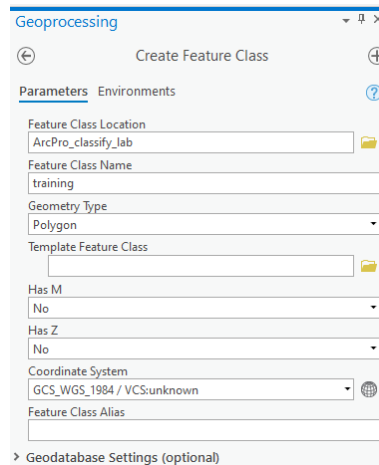 Geoprocessing
Create Feature Class
Parameters Environments
Feature Class Location
ArcPro_classify_lab
Feature Class Name
training
Geometry Type
Polygon
Template Feature Class
Has M
No
Has Z
No
Coordinate System
GCS_WGS_1984 / VCS:unknown
Feature Class Alias
Geodatabase Settings (optional)